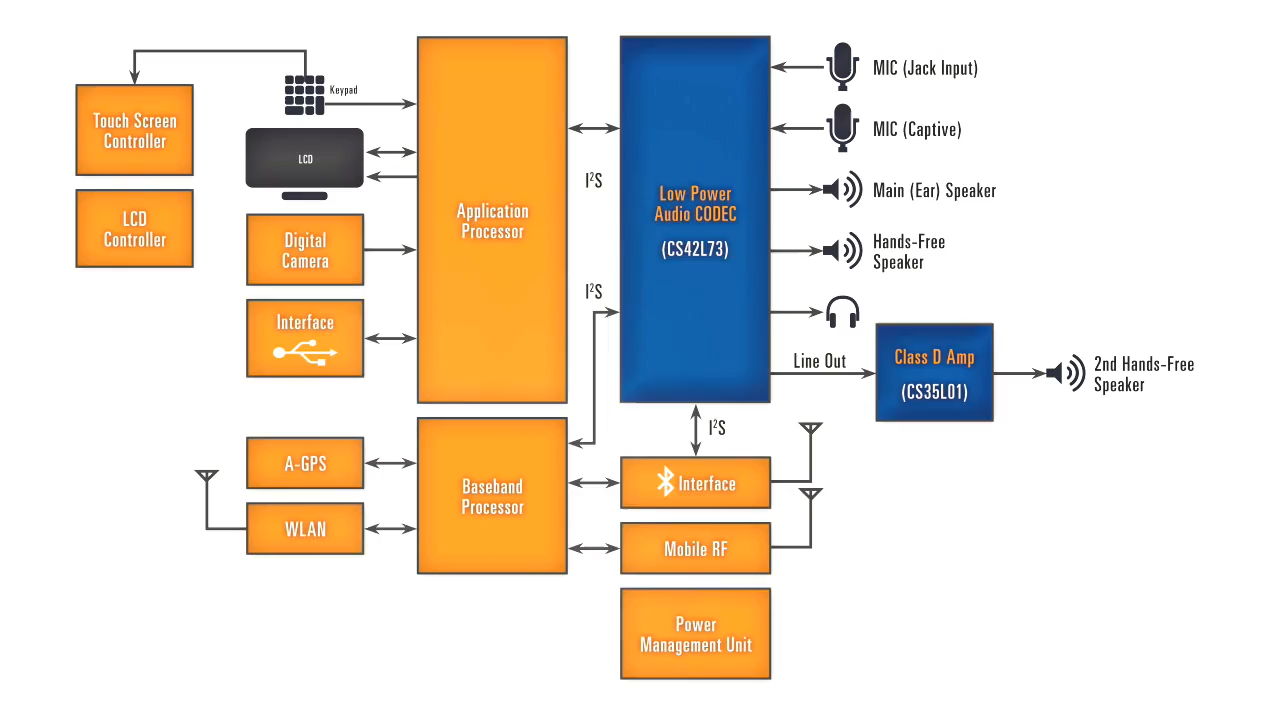 Keypad
Touch Screen
Controller
LCD
LCD
Controller
Digital
Camera
Interface
Application
Processor
I²S
I²S
Low Power
Audio CODEC
(CS42L73)
MIC (Jack Input)
MIC (Captive)
Main (Ear) Speaker
Hands-Free
Speaker
Line Out
Class D Amp
(CS35L01)
2nd Hands-Free
Speaker
I²S
A-GPS
WLAN
Baseband
Processor
Interface
Mobile RF
Power
Management Unit